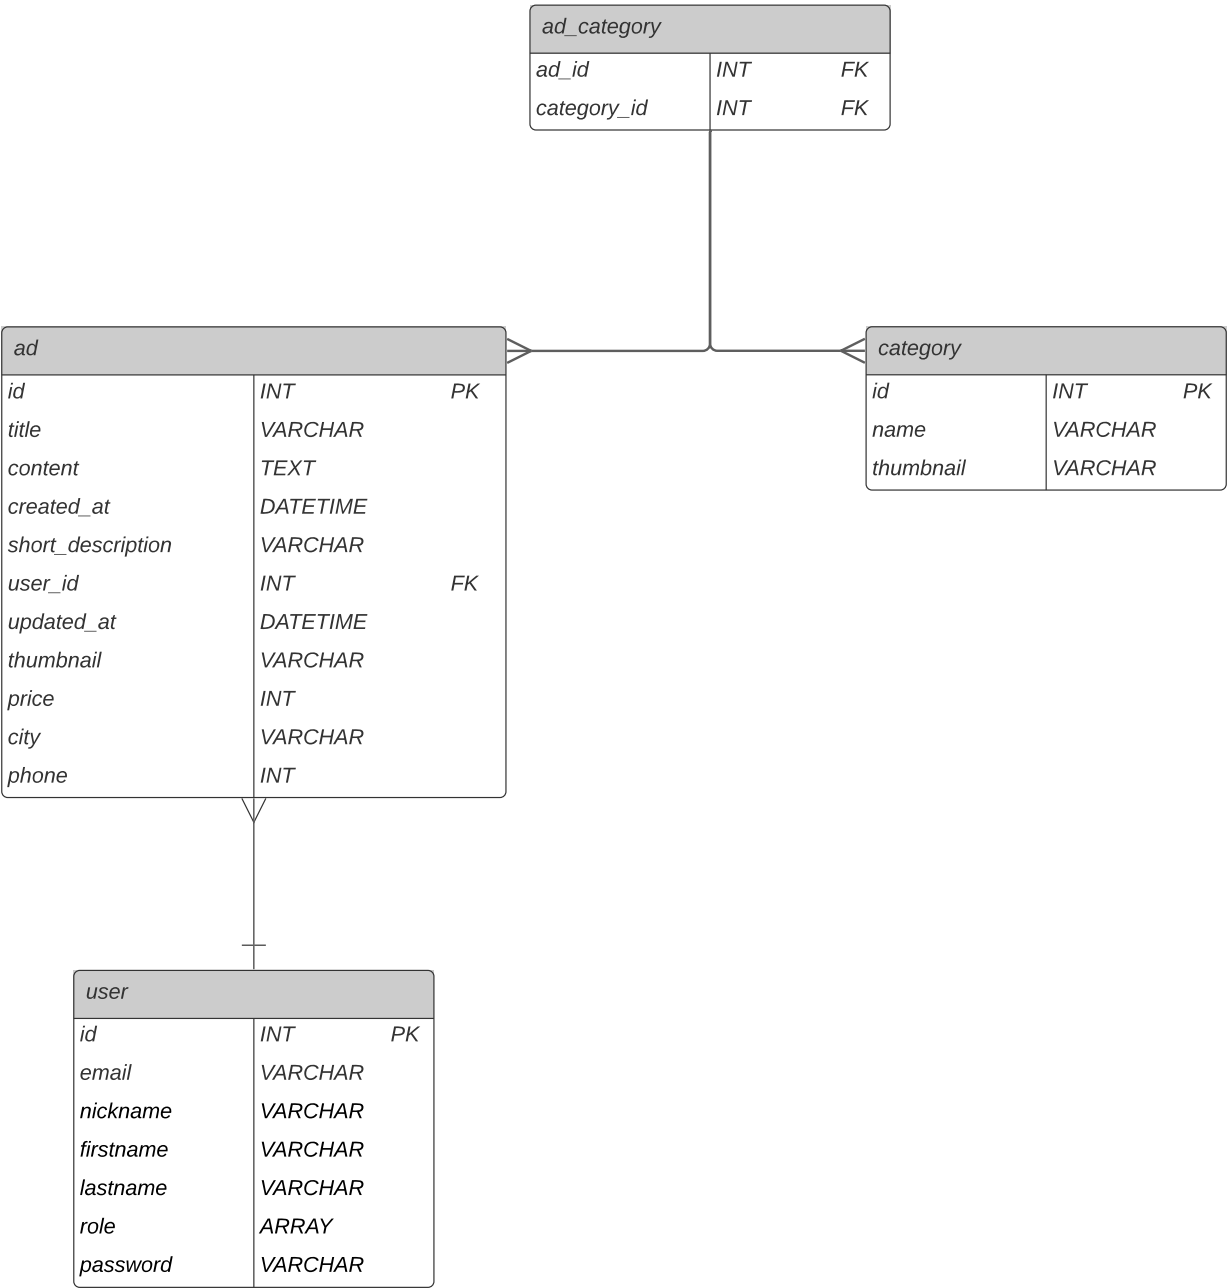 ad_category
ad_id INT FK
category_id INT FK
ad
id INT PK
title VARCHAR
content TEXT
created_at DATETIME
short_description VARCHAR
user_id INT FK
updated_at DATETIME
thumbnail VARCHAR
price INT
city VARCHAR
phone INT
category
id INT PK
name VARCHAR
thumbnail VARCHAR
user
id INT PK
email VARCHAR
nickname VARCHAR
firstname VARCHAR
lastname VARCHAR
role ARRAY
password VARCHAR